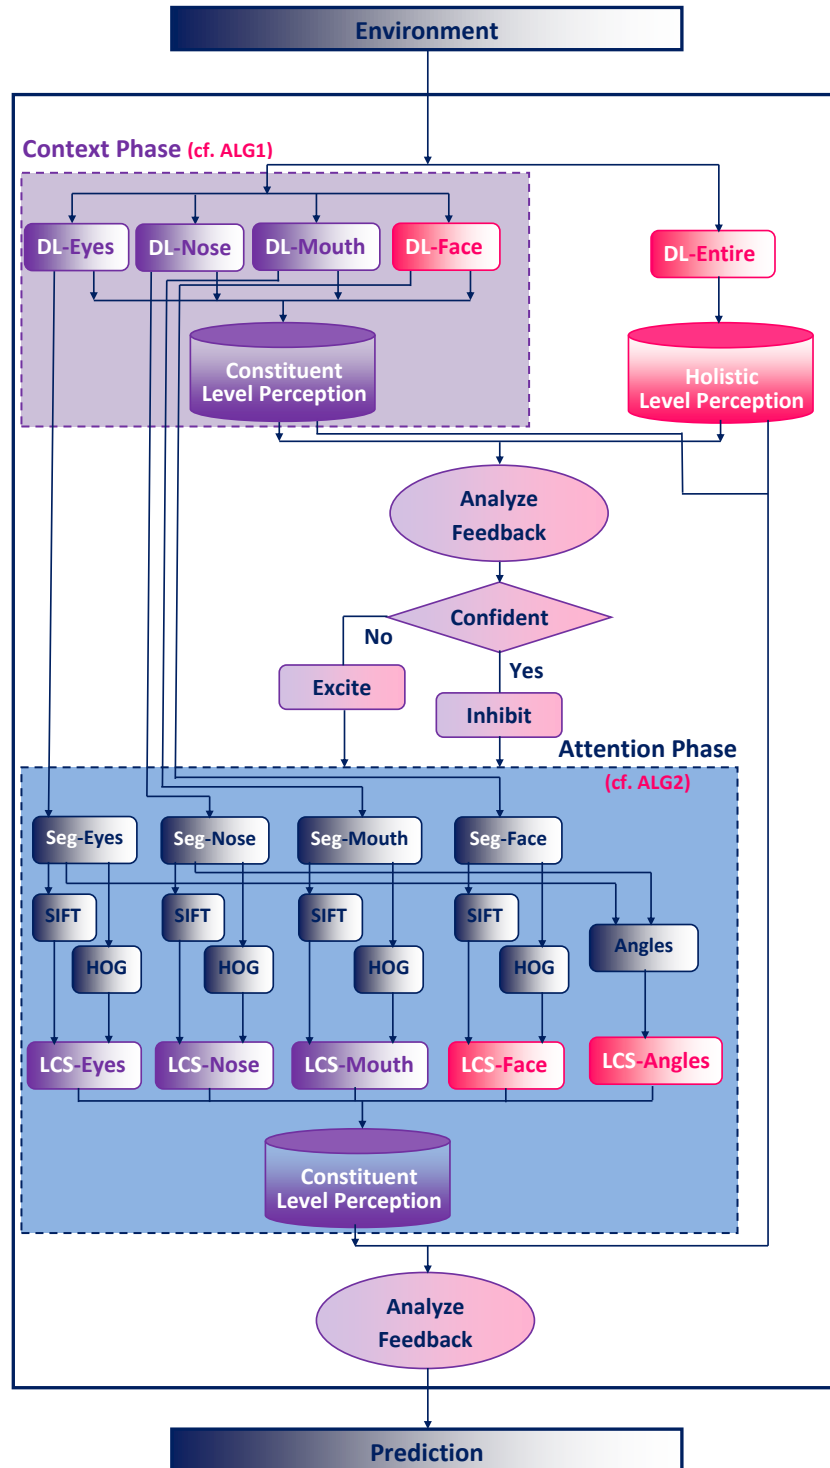 Environment
Context Phase (cf. ALG1)
DL-Eyes
DL-Nose
DL-Mouth
DL-Face
DL-Entire
Constituent
Level Perception
Holistic
Level Perception
Analyze
Feedback
Confident
No
Yes
Excite
Inhibit
Attention Phase
(cf. ALG2)
Seg-Eyes
Seg-Nose
Seg-Mouth
Seg-Face
SIFT
SIFT
SIFT
SIFT
Angles
HOG
HOG
HOG
HOG
LCS-Eyes
LCS-Nose
LCS-Mouth
LCS-Face
LCS-Angles
Constituent
Level Perception
Analyze
Feedback
Prediction